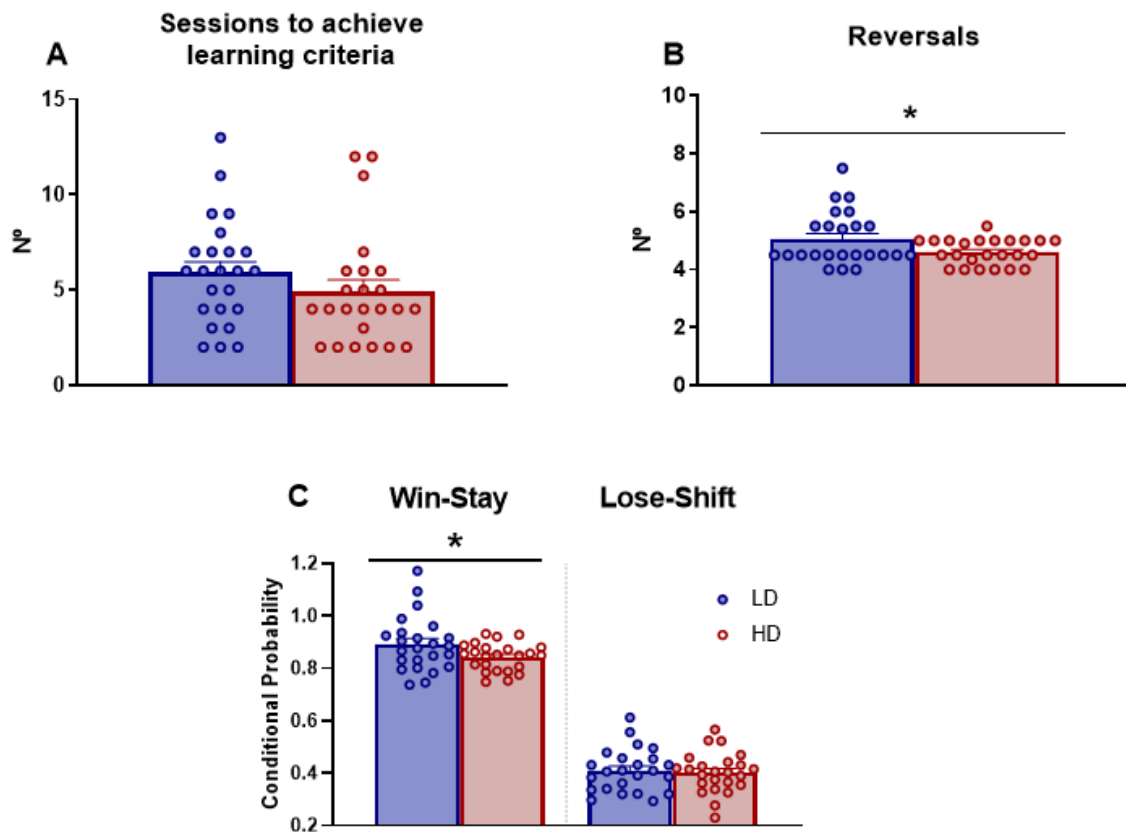 A
Sessions to achieve
learning criteria
Nº
15
10
5
0
B
Reversals
*
Nº
10
8
6
4
2
0
C
Win-Stay
Lose-Shift
*
Conditional Probability
1.2
1.0
0.8
0.6
0.4
0.2
LD
HD